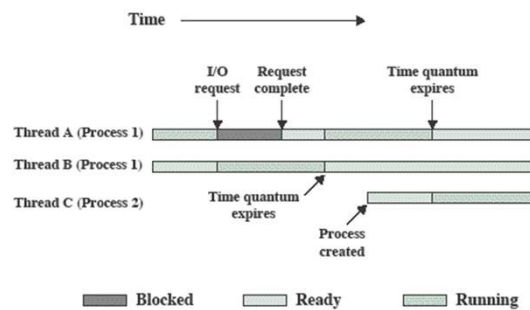 Time
I/O
request
Request
complete
Time quantum
expires
Thread A (Process 1)
Thread B (Process 1)
Thread C (Process 2)
Time quantum
expires
Process
created
Blocked
Ready
Running